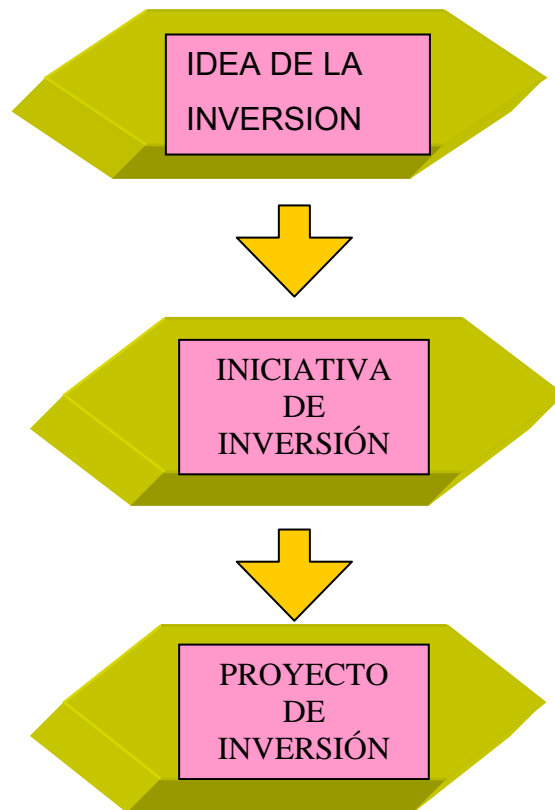 IDEA DE LA
INVERSION
INICIATIVA
DE
INVERSIÓN
PROYECTO
DE
INVERSIÓN